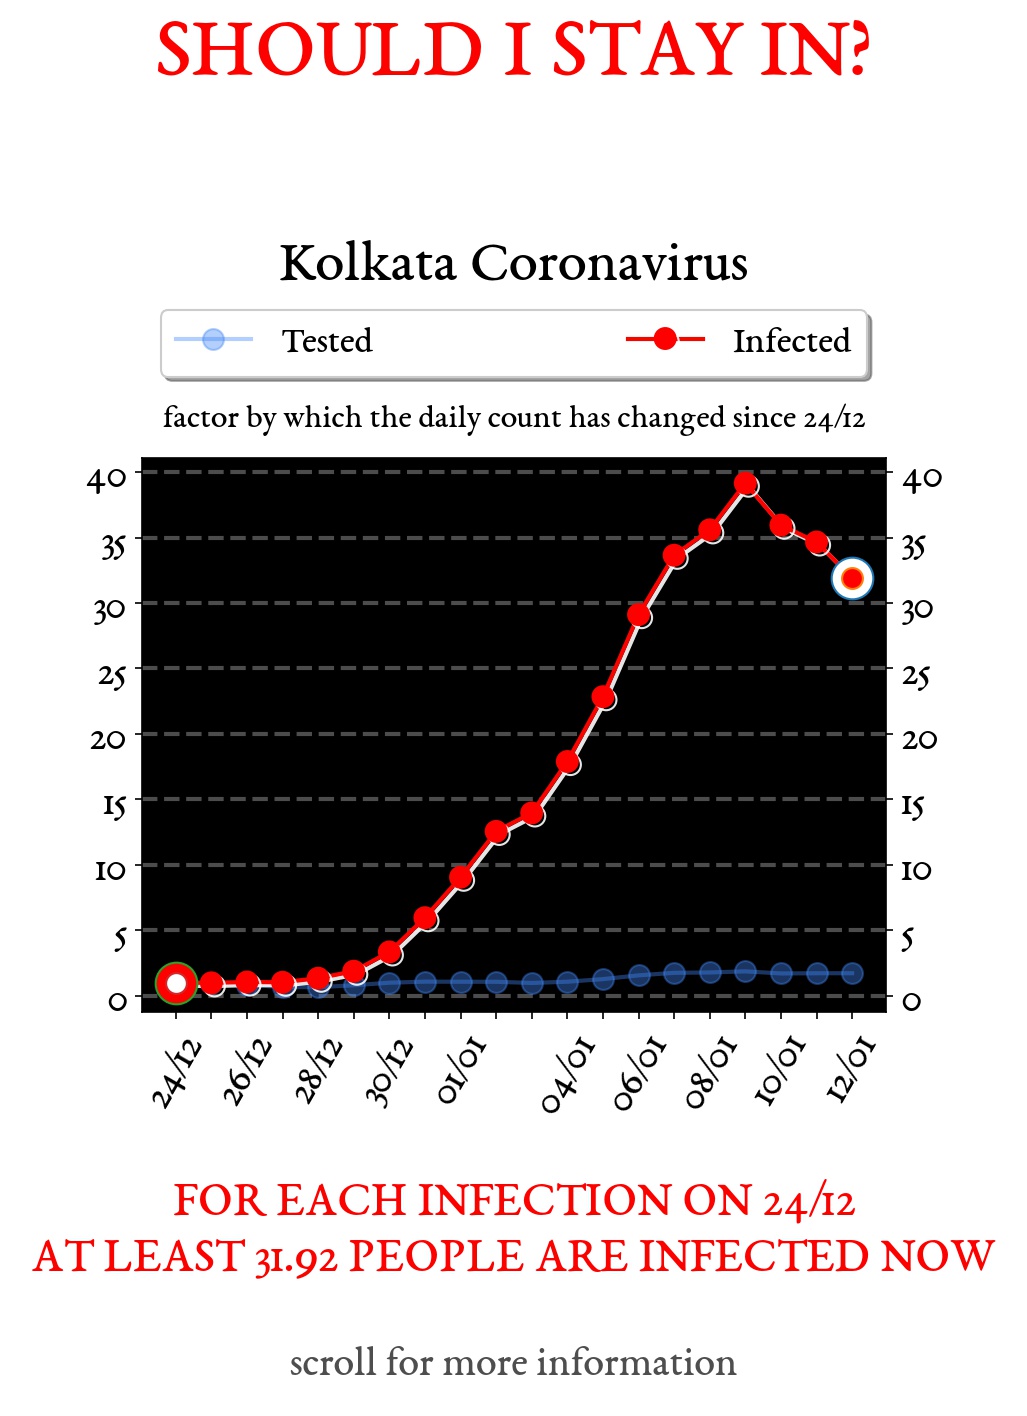 SHOULD I STAY IN?
Kolkata Coronavirus
Tested Infected
factor by which the daily count has changed since 24/12
40 40
35 35
30 30
25 25
20 20
15 15
10 10
5 5
0 0
24/12 26/12 28/12 30/12 01/01 04/01 06/01 08/01 10/01 12/01
FOR EACH INFECTION ON 24/12
AT LEAST 31.92 PEOPLE ARE INFECTED NOW
scroll for more information